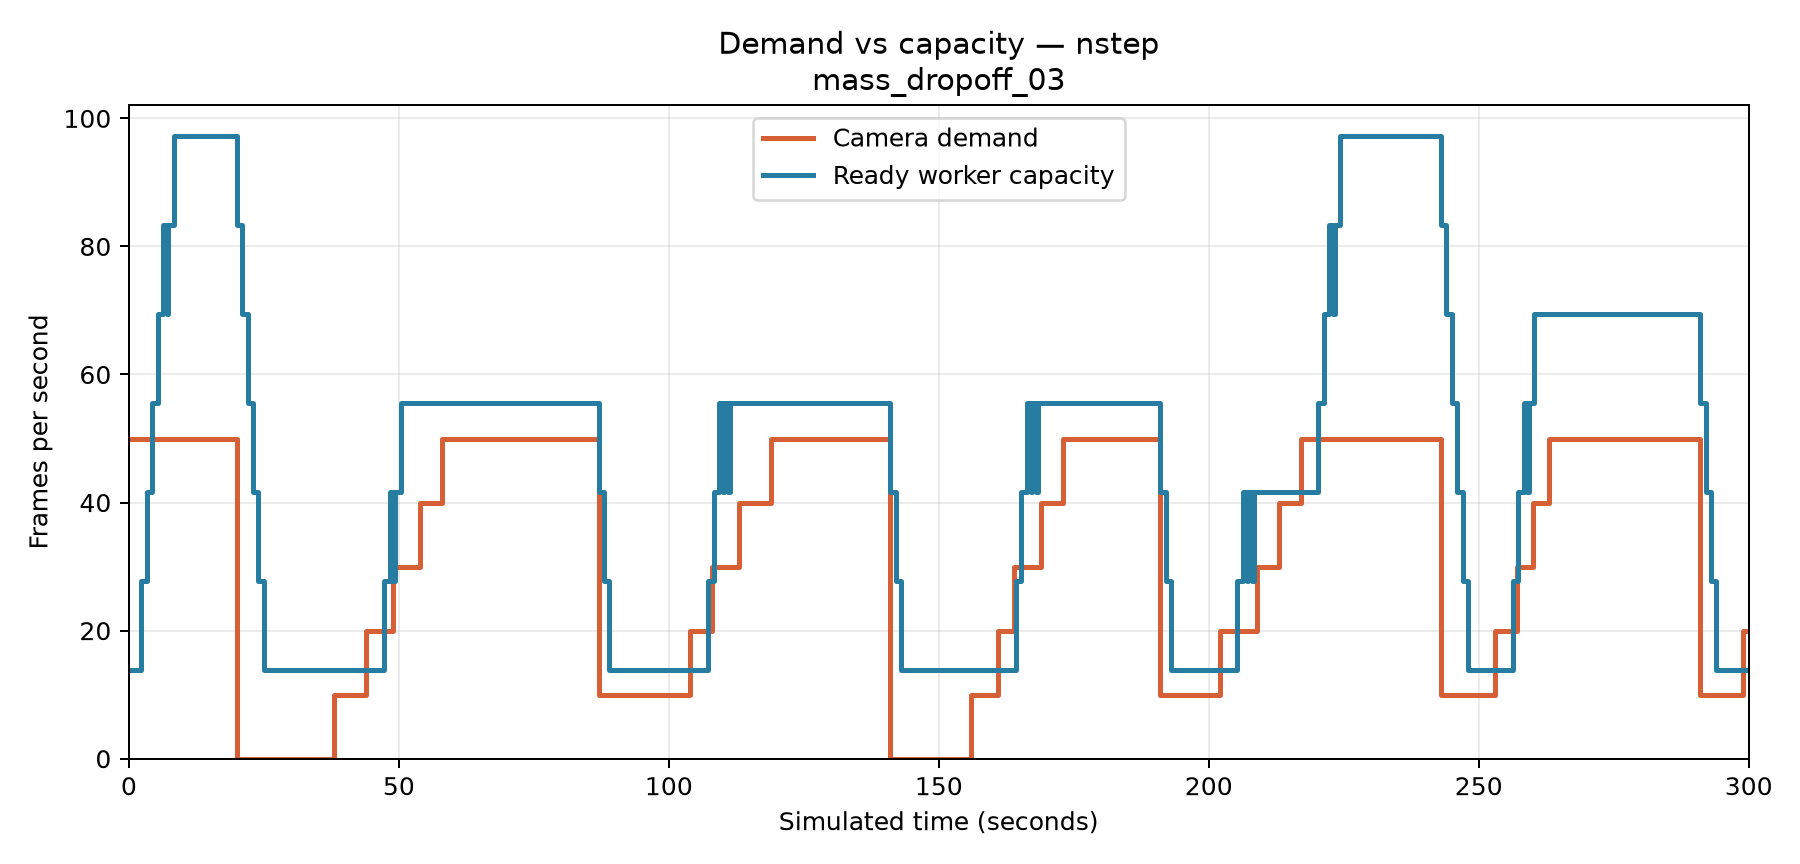 Demand vs capacity — nstep
mass_dropoff_03
Camera demand
Ready worker capacity
Frames per second
100
80
60
40
20
0
0 50 100 150 200 250 300
Simulated time (seconds)